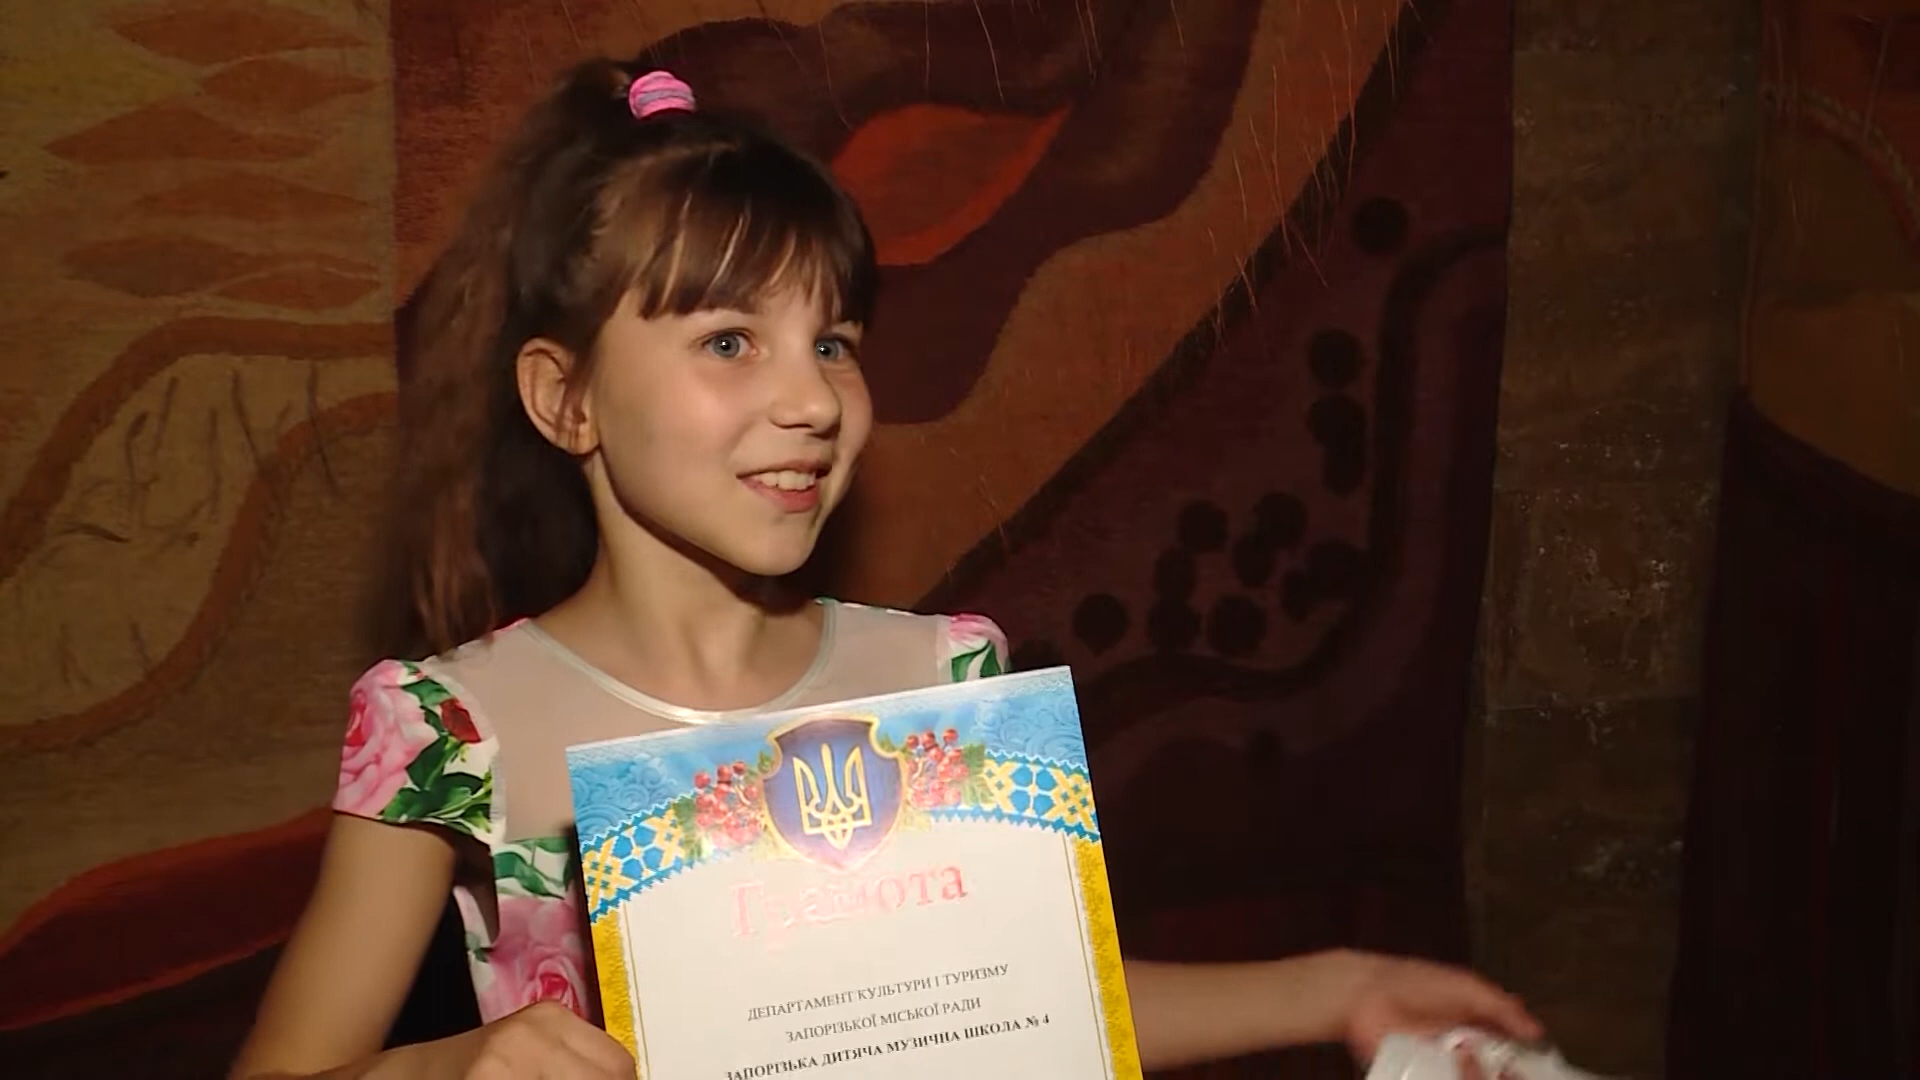 Грамота
ДЕПАРТАМЕНТ КУЛЬТУРИ І ТУРИЗМУ
ЗАПОРІЗЬКОЇ МІСЬКОЇ РАДИ
ЗАПОРІЗЬКА ДИТЯЧА МУЗИЧНА ШКОЛА № 4